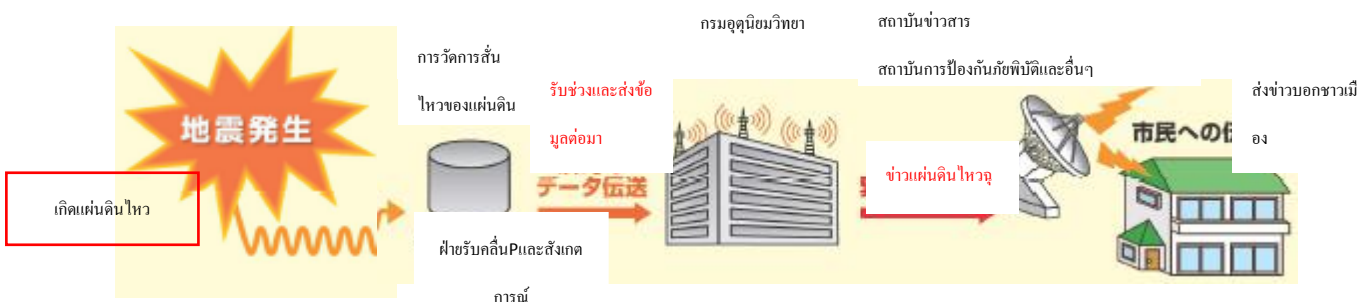 กรมอุตุนิยมวิทยา
สถาบันข่าวสาร
สถาบันการป้องกันภัยพิบัติและอื่นๆ
การวัดการสั่น
ไหวของแผ่นดิน
รับช่วงและส่งข้อ
มูลต่อมา
ส่งข่าวบอกชาวเมื
อง
地震発生
市民への
データ伝送
ข่าวแผ่นดินไหวฉุ
เกิดแผ่นดินไหว
ฝ่ายรับคลื่นPและสังเกต
การณ์